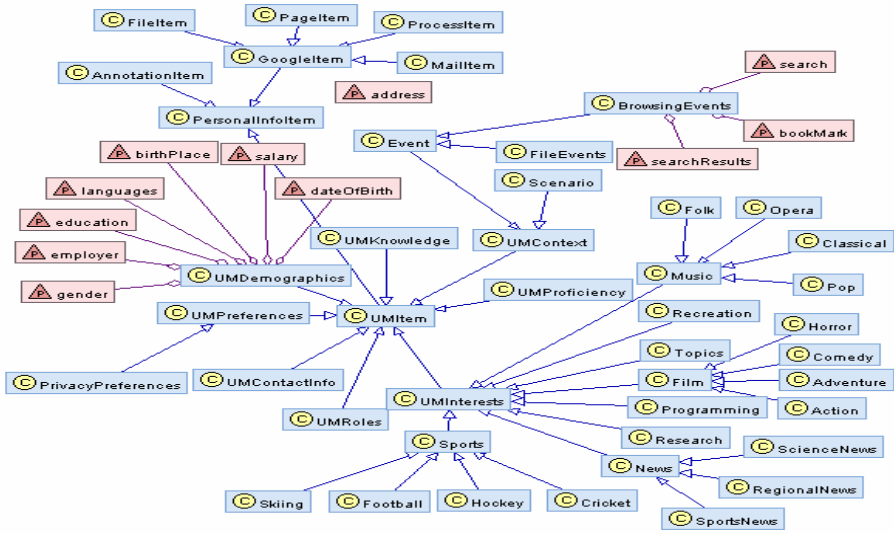 C FileItem
C PageItem
C ProcessItem
C GoogleItem
C MailItem
C AnnotationItem
P address
C PersonalInfoItem
P search
C BrowsingEvents
P bookMark
C Event
C FileEvents
P searchResults
P birthPlace
P salary
P languages
P dateOfBirth
C Scenario
P education
C Folk
C Opera
C UMKnowledge
C UMContext
C Classical
P employer
C UMDemographics
C Music
C Pop
P gender
C UMProficiency
C UMPreferences
C UMItem
C Recreation
C Horror
C Topics
C Comedy
C PrivacyPreferences
C UMContactInfo
C Film
C Adventure
C UMInterests
C Programming
C Action
C UMRoles
C Sports
C Research
C ScienceNews
C News
C RegionalNews
C Skiing
C Football
C Hockey
C Cricket
C SportsNews